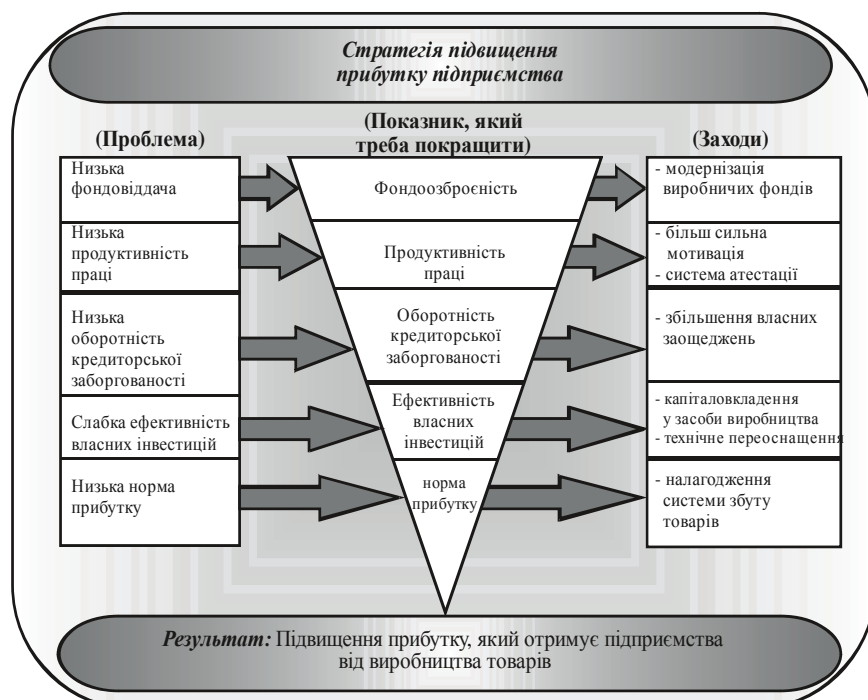 Стратегія підвищення
прибутку підприємства
(Проблема)
(Показник, який
треба покращити)
(Заходи)
Низька
фондовіддача
Фондоозброєність
- модернізація
виробничих фондів
Низька
продуктивність
праці
Продуктивність
праці
- більш сильна
мотивація
- система атестації
Низька
оборотність
кредиторської
заборгованості
Оборотність
кредиторської
заборгованості
- збільшення власних
заощеджень
Слабка ефективність
власних інвестицій
Ефективність
власних
інвестицій
- капіталовкладення
у засоби виробництва
- технічне переоснащення
Низька норма
прибутку
норма
прибутку
- налагодження
системи збуту
товарів
Результат: Підвищення прибутку, який отримує підприємства
від виробництва товарів